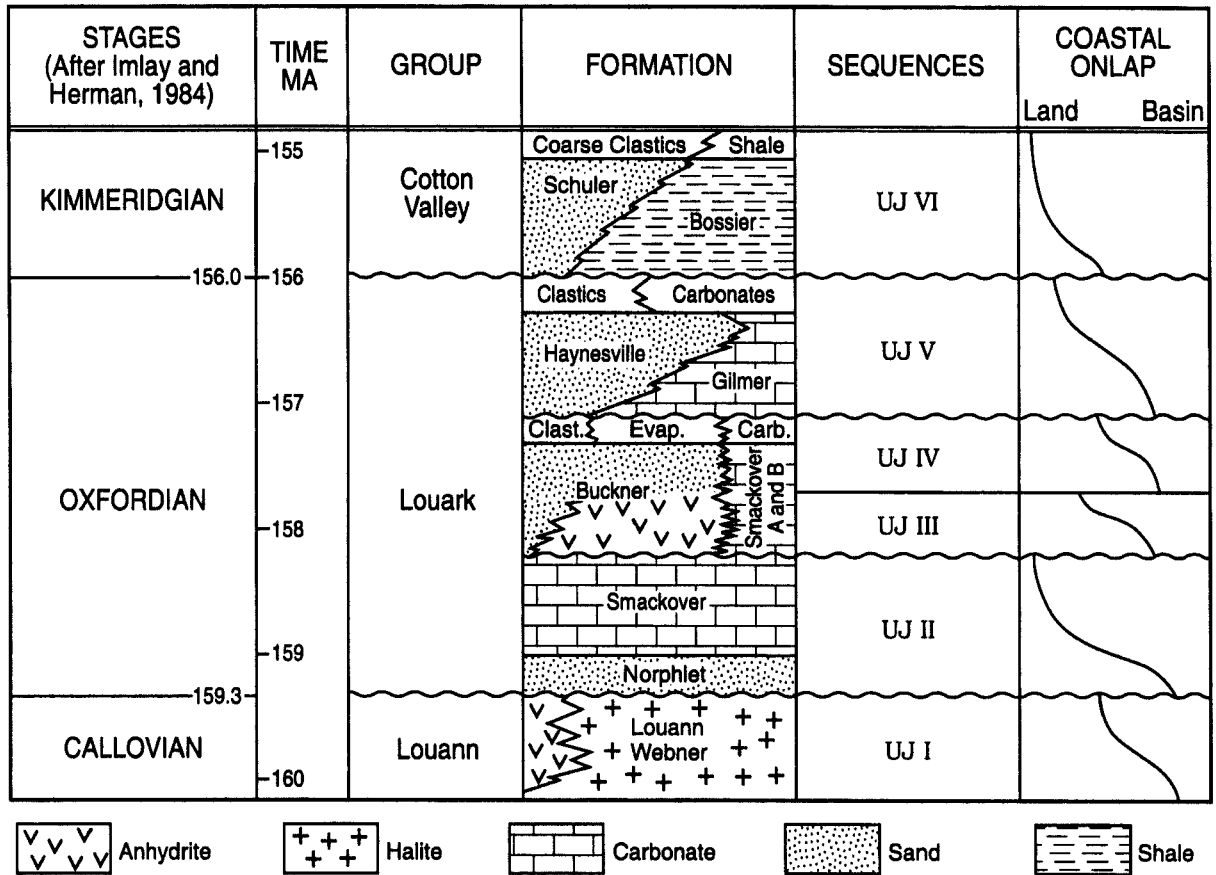 STAGES
(After Imlay and
Herman, 1984)
TIME
MA
GROUP
FORMATION
SEQUENCES
COASTAL
ONLAP
Land Basin
KIMMERIDGIAN
156.0
OXFORDIAN
159.3
CALLOVIAN
155
156
157
158
159
160
Cotton
Valley
Louark
Louann
Coarse Clastics Shale
Schuler
Bossier
Clastics Carbonates
Haynesville
Gilmer
Clast. Evap. Carb.
Buckner
Smackover
A and B
Smackover
Norphlet
Louann
Webner
UJ VI
UJ V
UJ IV
UJ III
UJ II
UJ I
Anhydrite Halite Carbonate Sand Shale